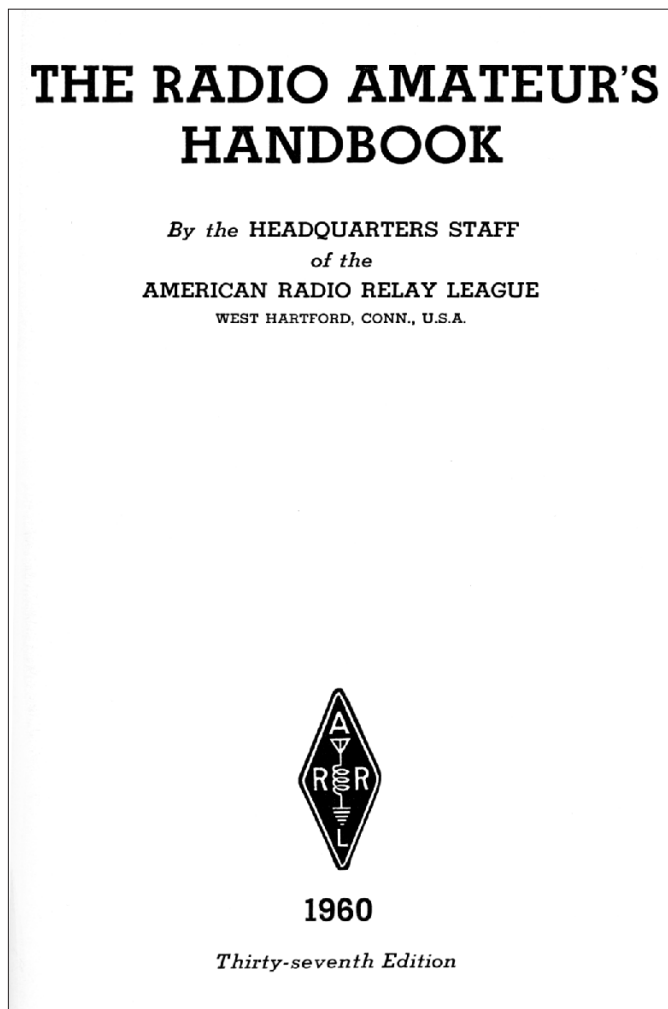 THE RADIO AMATEUR'S
HANDBOOK
By the HEADQUARTERS STAFF
of the
AMERICAN RADIO RELAY LEAGUE
WEST HARTFORD, CONN., U.S.A.
A
R R
L
1960
Thirty-seventh Edition